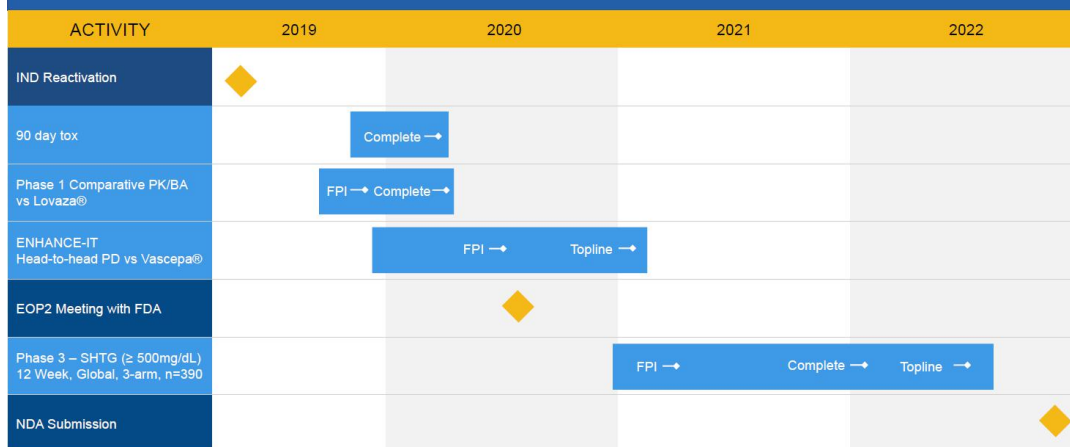 ACTIVITY 2019 2020 2021 2022
IND Reactivation
90 day tox
Complete
Phase 1 Comparative PK/BA
vs Lovaza®
FPI Complete
ENHANCE-IT
Head-to-head PD vs Vascepa®
FPI Topline
EOP2 Meeting with FDA
Phase 3 – SHTG (≥ 500mg/dL)
12 Week, Global, 3-arm, n=390
FPI Complete Topline
NDA Submission